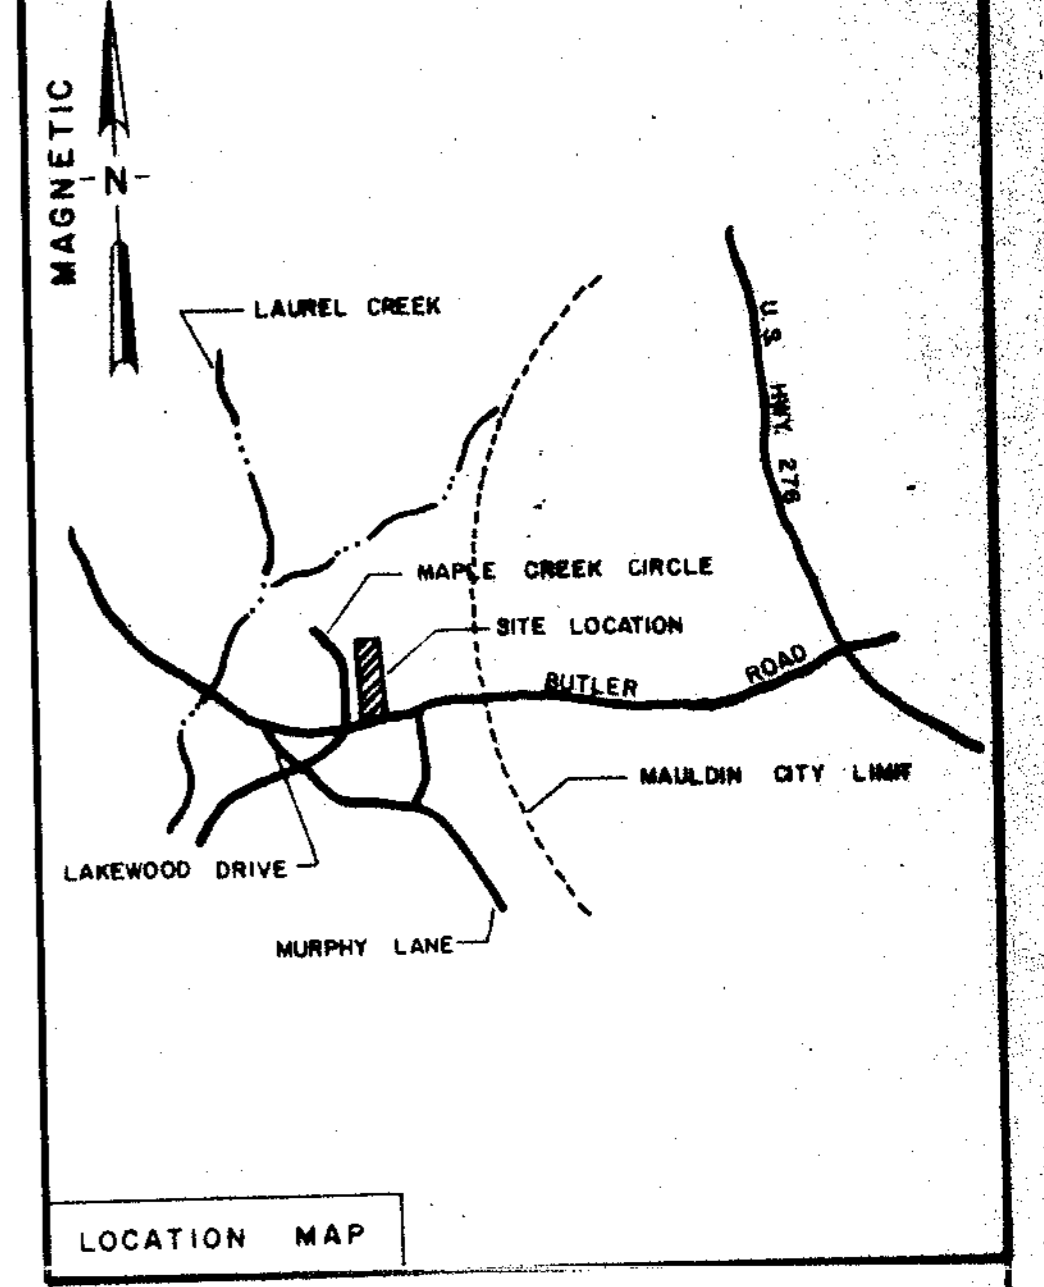 MAGNETIC
N
LAUREL CREEK
U.S. HWY. 276
MAPLE CREEK CIRCLE
SITE LOCATION
BUTLER ROAD
MAULDIN CITY LIMIT
LAKEWOOD DRIVE
MURPHY LANE
LOCATION MAP